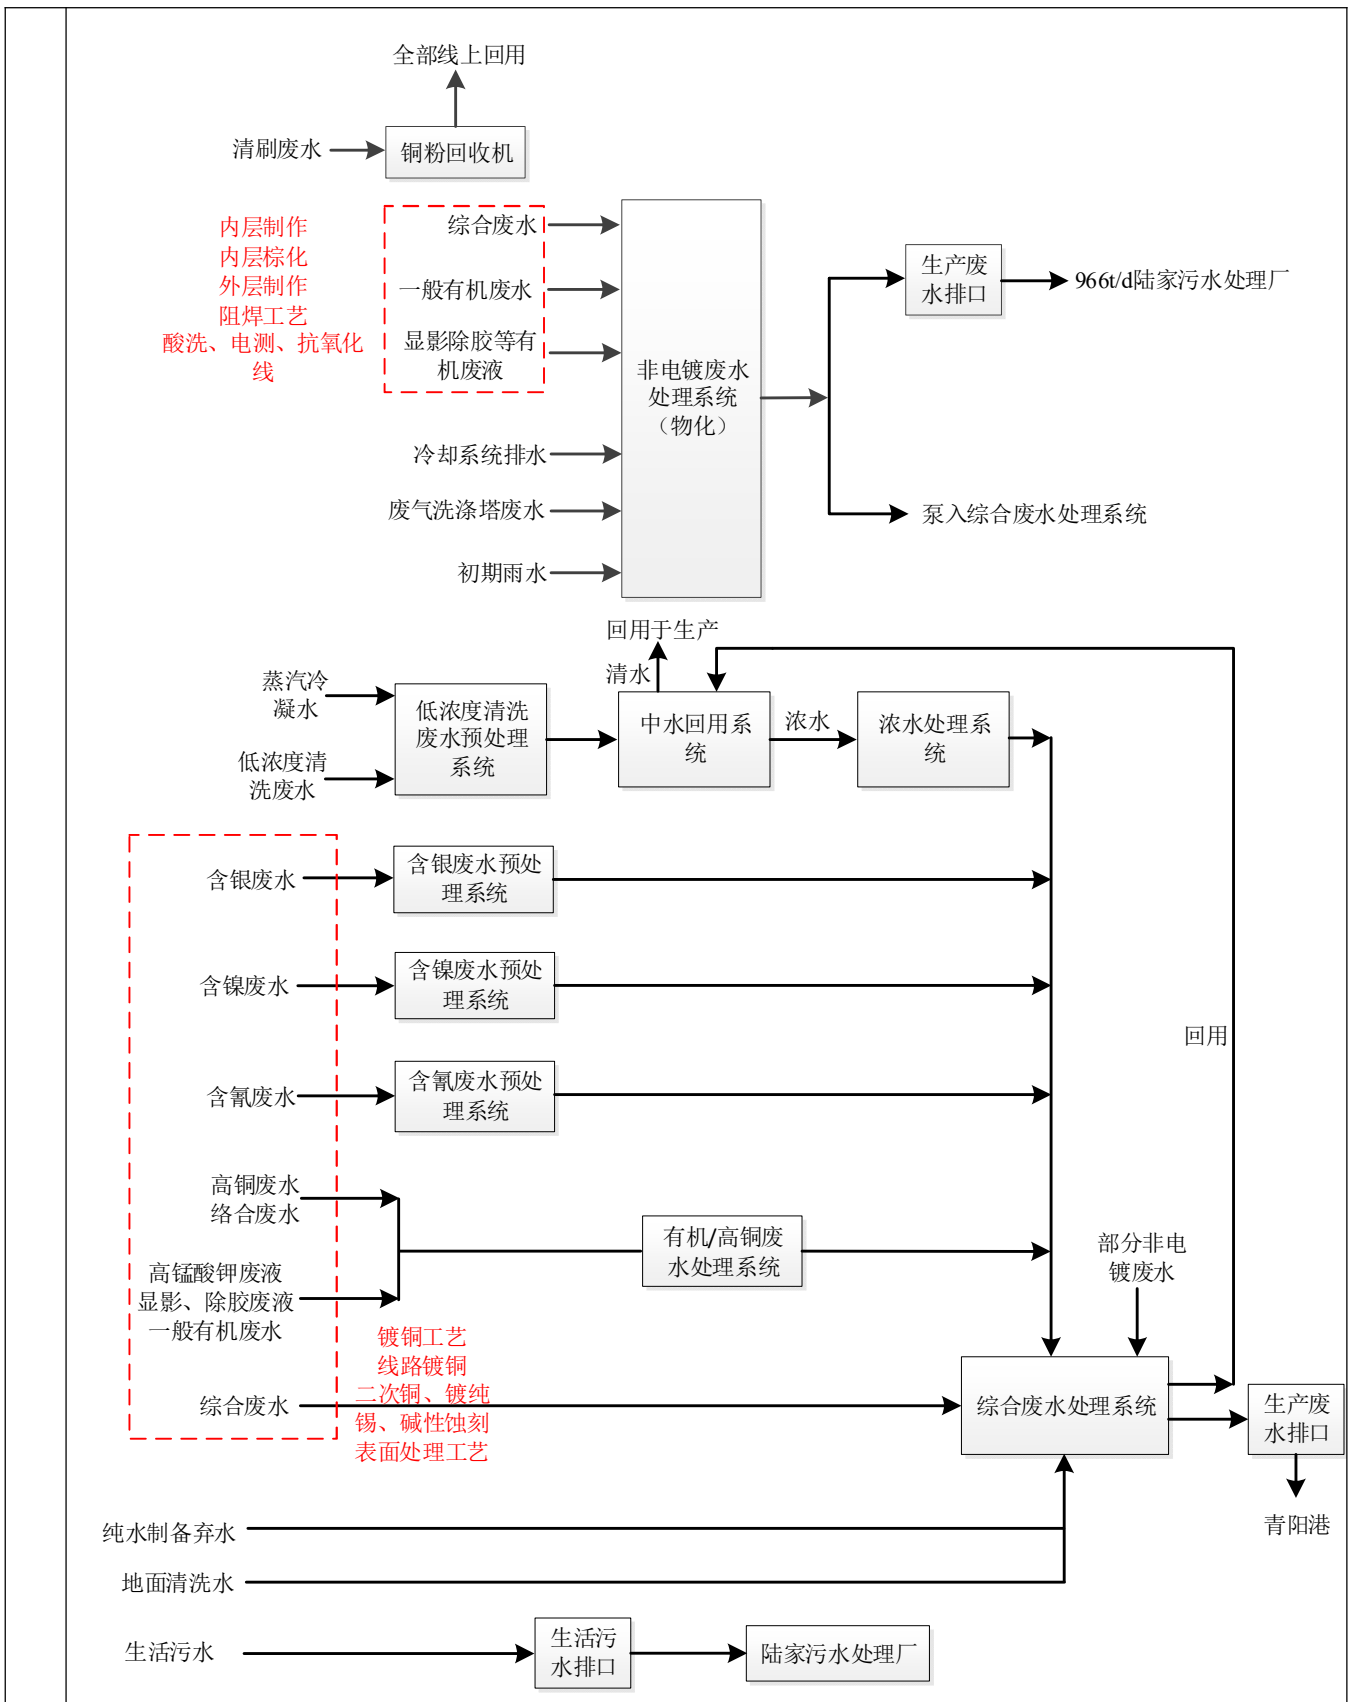 全部线上回用
清刷废水
铜粉回收机
内层制作
内层棕化
外层制作
阻焊工艺
酸洗、电测、抗氧化
线
综合废水
一般有机废水
显影除胶等有
机废液
冷却系统排水
废气洗涤塔废水
初期雨水
非电镀废水
处理系统
（物化）
生产废
水排口
966t/d陆家污水处理厂
泵入综合废水处理系统
回用于生产
清水
蒸汽冷
凝水
低浓度清
洗废水
低浓度清洗
废水预处理
系统
中水回用系
统
浓水
浓水处理系
统
含银废水
含银废水预处
理系统
含镍废水
含镍废水预处
理系统
回用
含氰废水
含氰废水预处
理系统
高铜废水
络合废水
高锰酸钾废液
显影、除胶废液
一般有机废水
有机/高铜废
水处理系统
部分非电
镀废水
镀铜工艺
线路镀铜
二次铜、镀纯
锡、碱性蚀刻
表面处理工艺
综合废水
综合废水处理系统
生产废
水排口
青阳港
纯水制备弃水
地面清洗水
生活污水
生活污
水排口
陆家污水处理厂